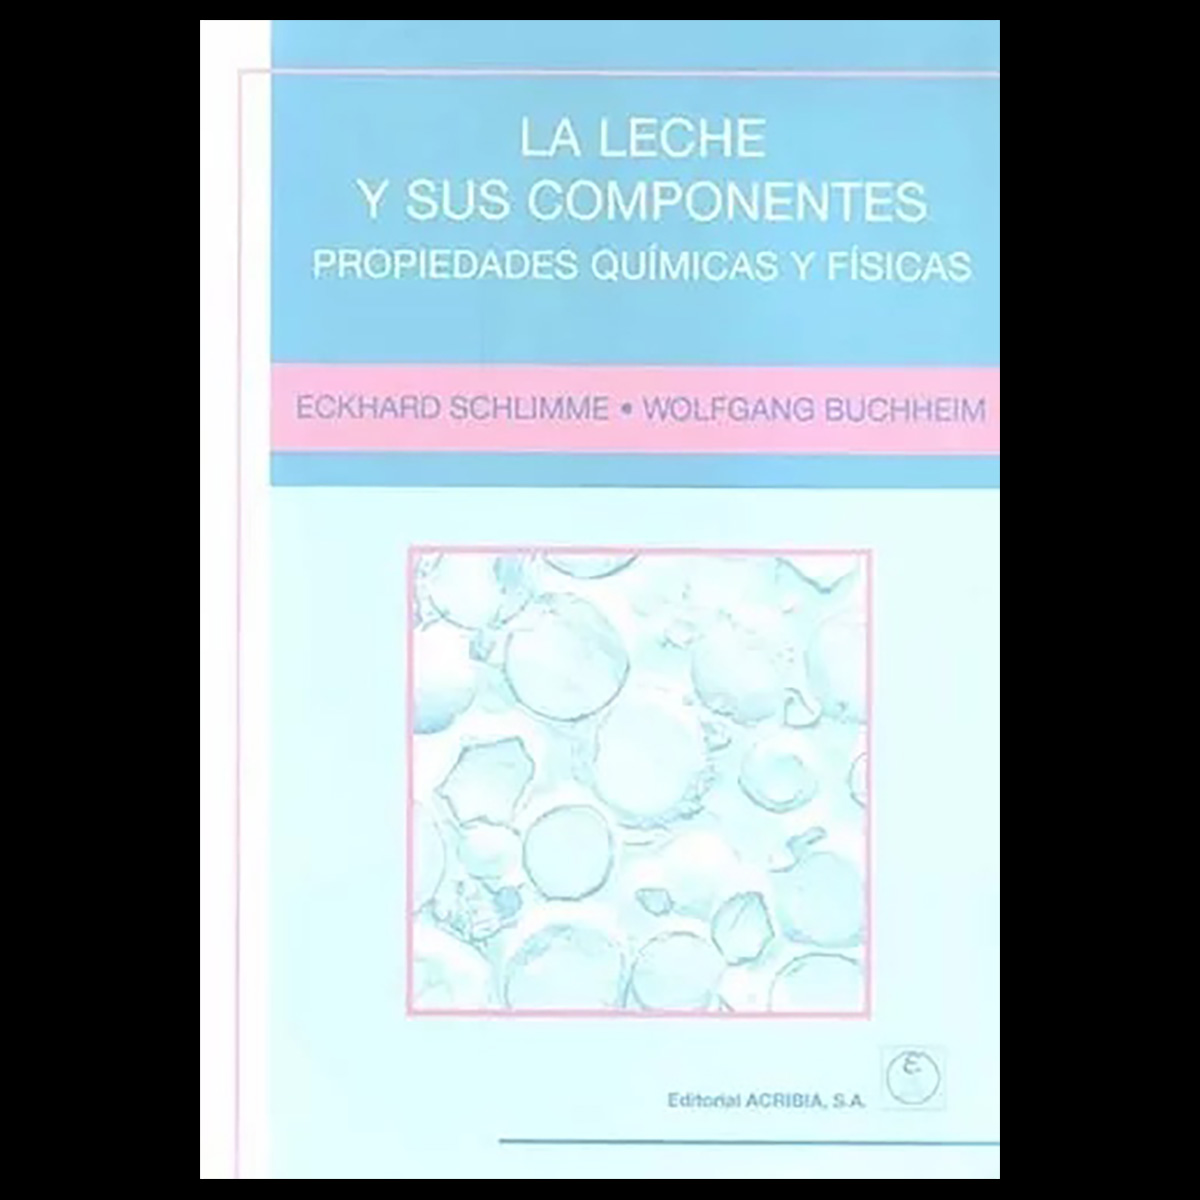 LA LECHE
Y SUS COMPONENTES
PROPIEDADES QUÍMICAS Y FÍSICAS
ECKHARD SCHLIMME • WOLFGANG BUCHHEIM
Editorial ACRIBIA, S.A.